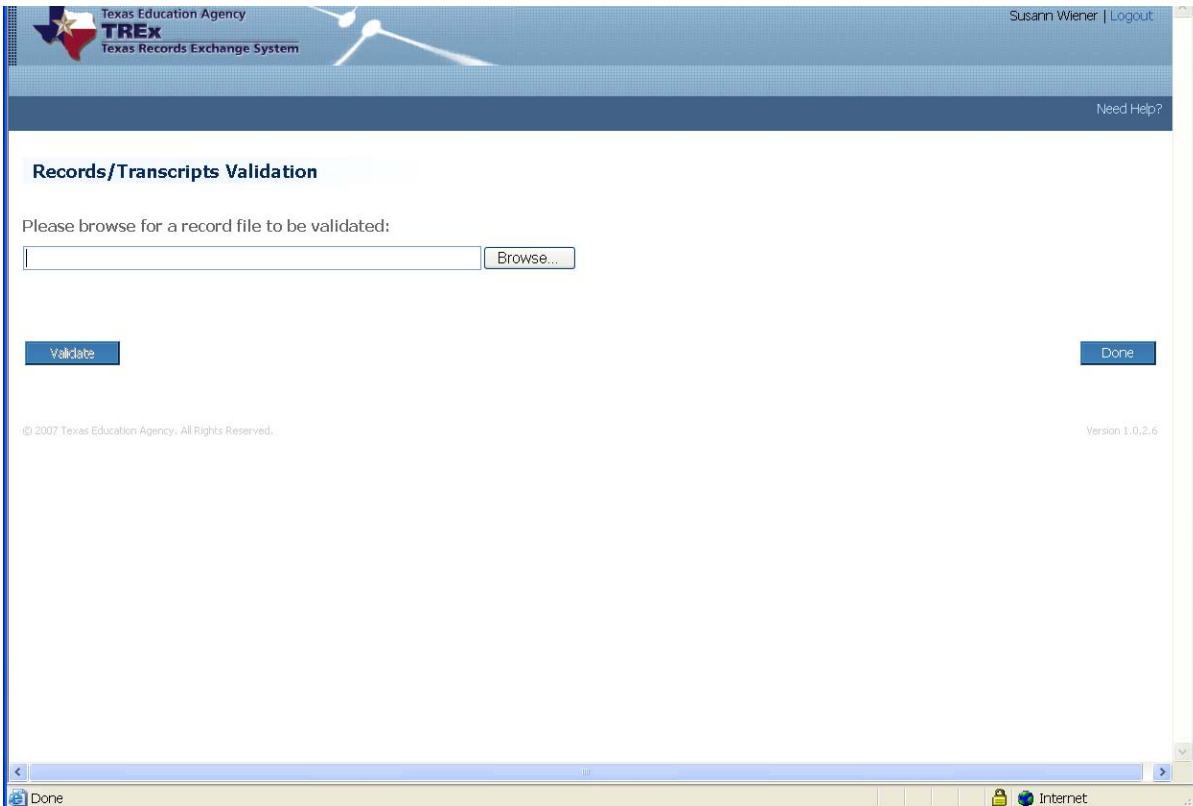 Texas Education Agency
TREx
Texas Records Exchange System
Susann Wiener | Logout
Need Help?
Records/Transcripts Validation
Please browse for a record file to be validated:
Browse...
Validate
Done
© 2007 Texas Education Agency. All Rights Reserved.
Version 1.0.2.6
Done
Internet